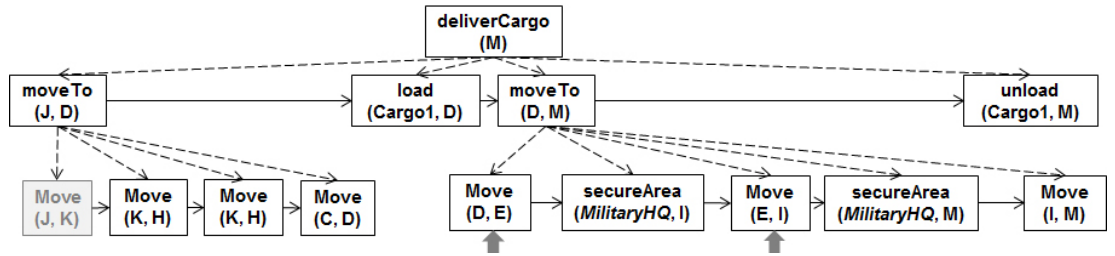 deliverCargo
(M)
moveTo
(J, D)
load
(Cargo1, D)
moveTo
(D, M)
unload
(Cargo1, M)
Move
(J, K)
Move
(K, H)
Move
(K, H)
Move
(C, D)
Move
(D, E)
secureArea
(MilitaryHQ, I)
Move
(E, I)
secureArea
(MilitaryHQ, M)
Move
(I, M)